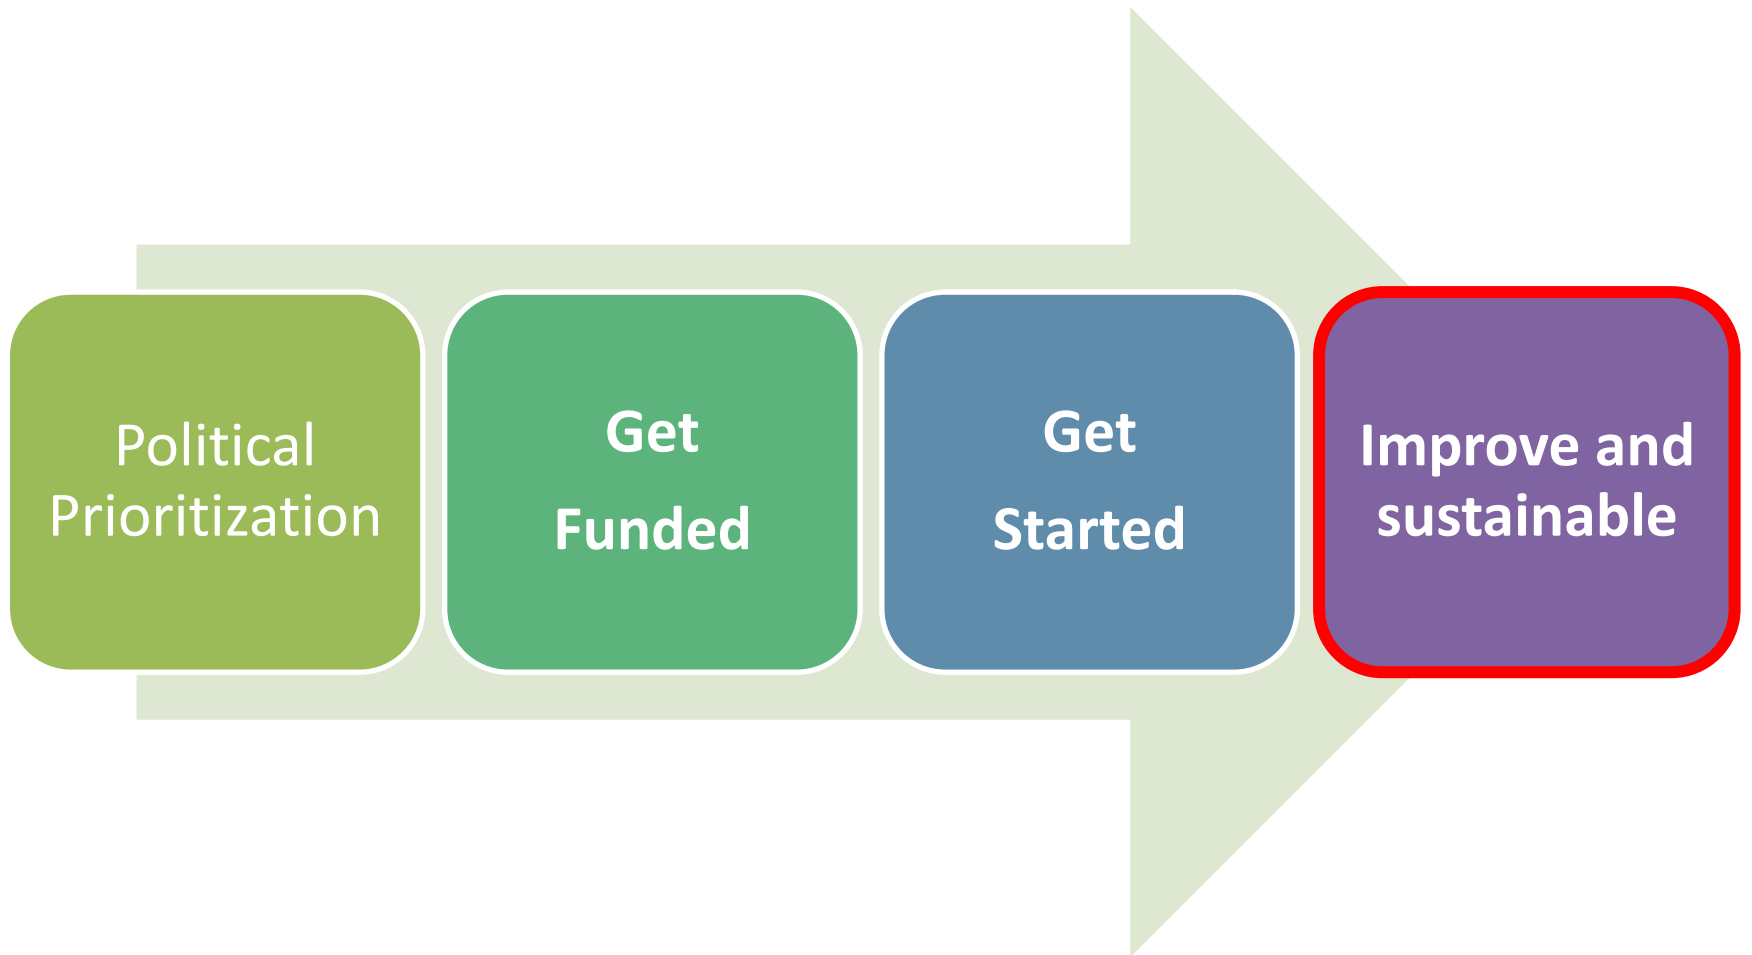 Political
Prioritization
Get
Funded
Get
Started
Improve and
sustainable